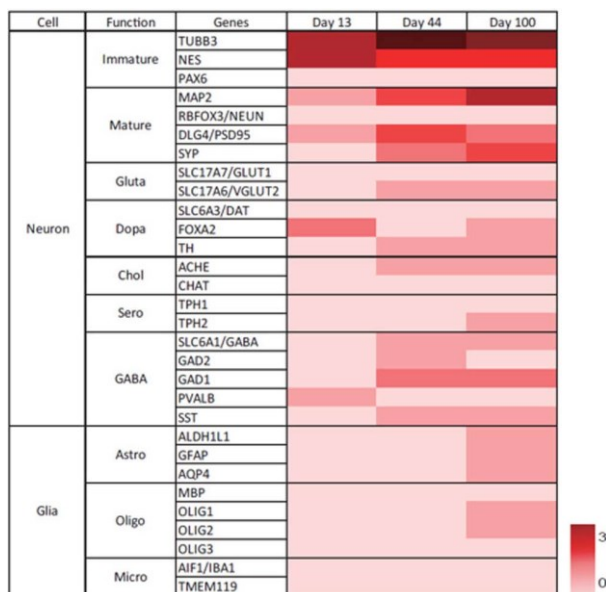 Cell Function Genes Day 13 Day 44 Day 100
Neuron
Immature
TUBB3
NES
PAX6
Mature
MAP2
RBFOX3/NEUN
DLG4/PSD95
SYP
Gluta
SLC17A7/GLUT1
SLC17A6/VGLUT2
Dopa
SLC6A3/DAT
FOXA2
TH
Chol
ACHE
CHAT
Sero
TPH1
TPH2
GABA
SLC6A1/GABA
GAD2
GAD1
PVALB
SST
Glia
Astro
ALDH1L1
GFAP
AQP4
Oligo
MBP
OLIG1
OLIG2
OLIG3
Micro
AIF1/IBA1
TMEM119
3
0